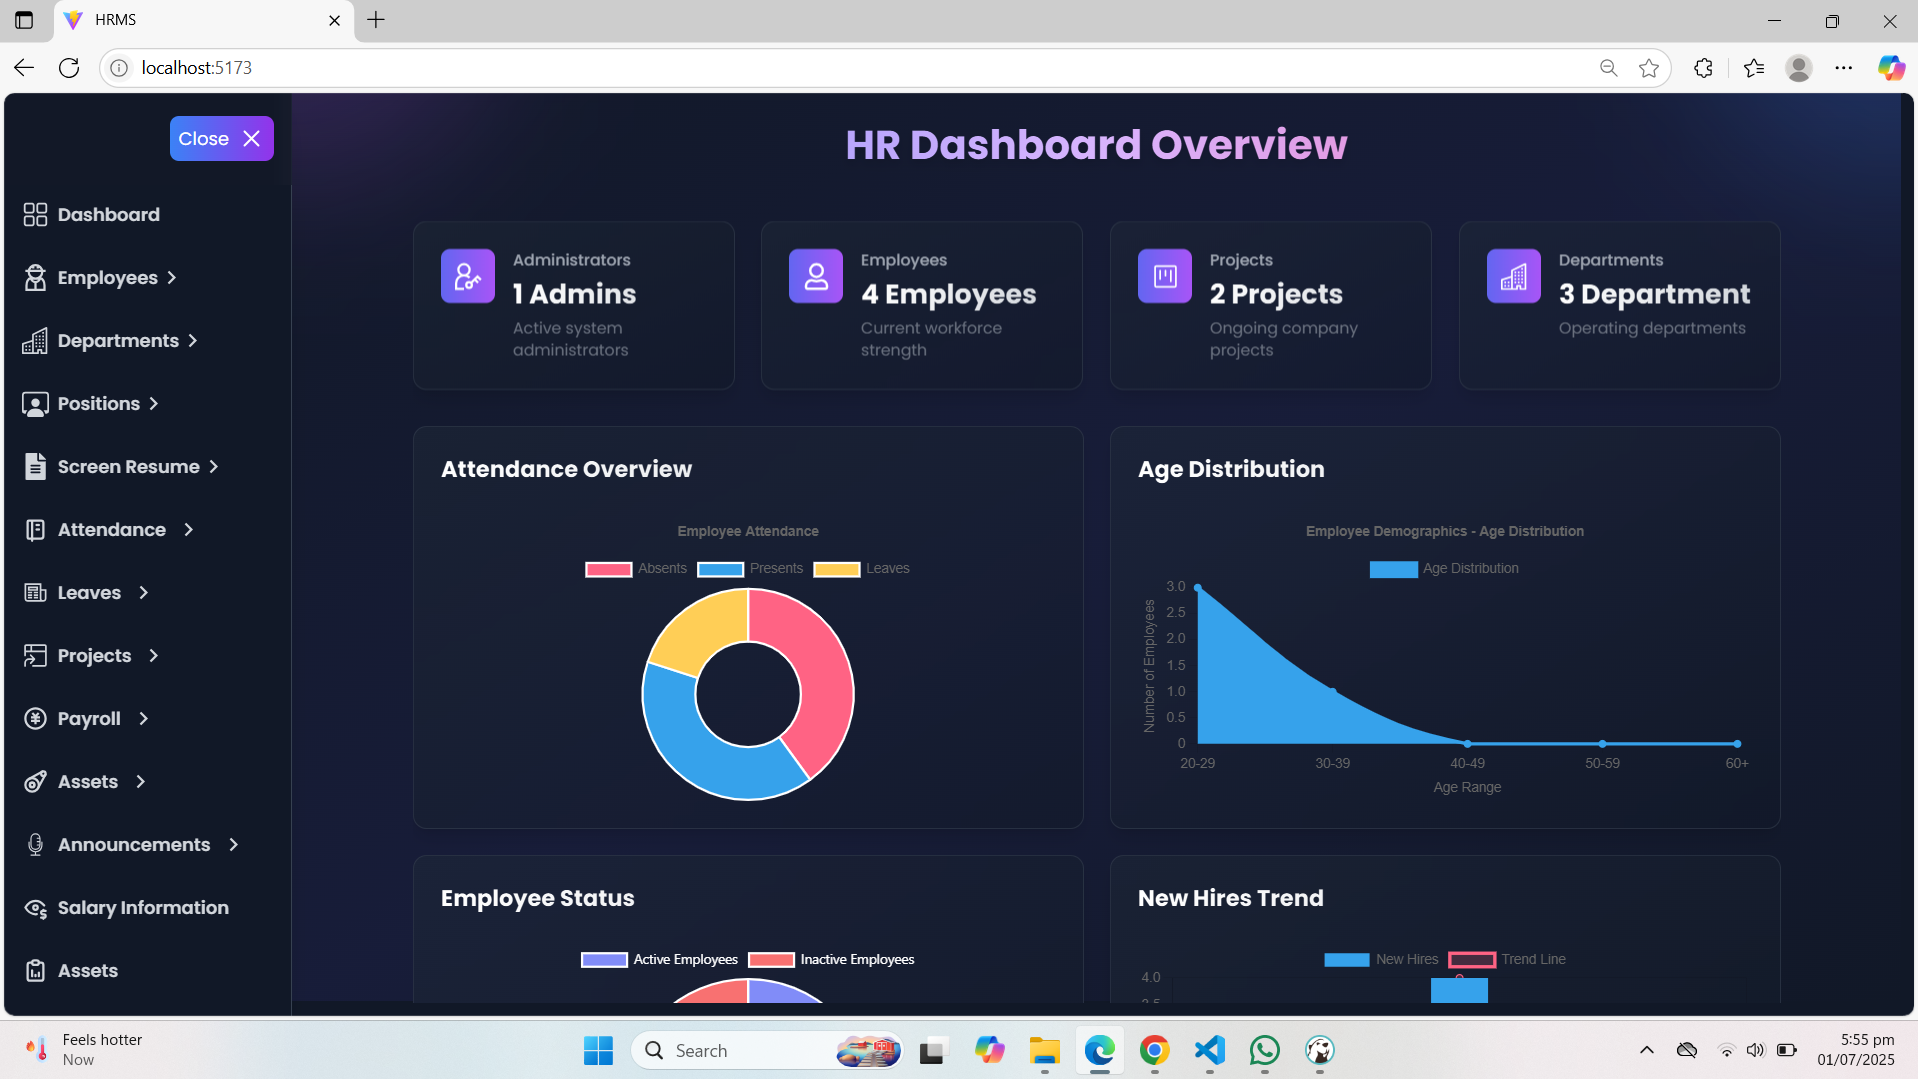 HRMS
localhost:5173
Close
HR Dashboard Overview
Dashboard
Employees
Departments
Positions
Screen Resume
Attendance
Leaves
Projects
Payroll
Assets
Announcements
Salary Information
Assets
Administrators
1 Admins
Active system
administrators
Employees
4 Employees
Current workforce
strength
Projects
2 Projects
Ongoing company
projects
Departments
3 Department
Operating departments
Attendance Overview
Employee Attendance
Absents Presents Leaves
Age Distribution
Employee Demographics - Age Distribution
Age Distribution
Number of Employees
3.0
2.5
2.0
1.5
1.0
0.5
0
20-29 30-39 40-49 50-59 60+
Age Range
Employee Status
Active Employees Inactive Employees
New Hires Trend
New Hires Trend Line
4.0
Feels hotter
Now
Search
5:55 pm
01/07/2025